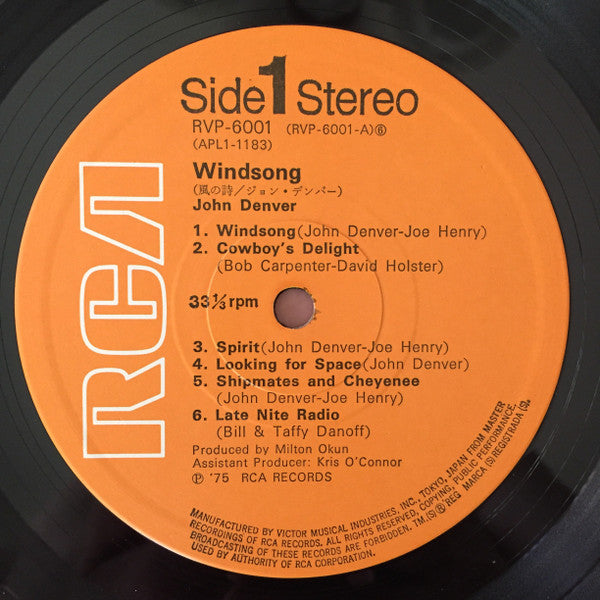 Side 1 Stereo
RVP-6001 (RVP-6001-A)⑥
(APL1-1183)
RCA
Windsong
(風の詩/ジョン・デンバー)
John Denver
1. Windsong(John Denver-Joe Henry)
2. Cowboy's Delight
(Bob Carpenter-David Holster)
33⅓rpm
3. Spirit(John Denver-Joe Henry)
4. Looking for Space(John Denver)
5. Shipmates and Cheyenee
(John Denver-Joe Henry)
6. Late Nite Radio
(Bill & Taffy Danoff)
Produced by Milton Okun
Assistant Producer: Kris O'Connor
℗ '75 RCA RECORDS
MANUFACTURED BY VICTOR MUSICAL INDUSTRIES, INC., TOKYO, JAPAN FROM MASTER
RECORDINGS OF RCA RECORDS. ALL RIGHTS RESERVED, COPYING, PUBLIC PERFORMANCE,
BROADCASTING OF THESE RECORDS ARE FORBIDDEN. TM.(S)® REG MARCA (S) REGISTRADA (S).
USED BY AUTHORITY OF RCA CORPORATION.